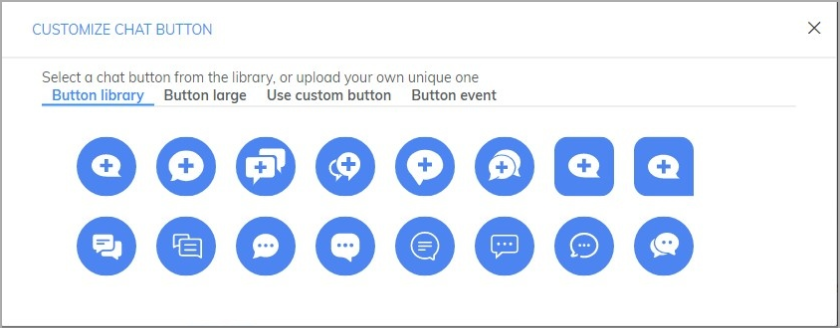 CUSTOMIZE CHAT BUTTON
Select a chat button from the library, or upload your own unique one
Button library Button large Use custom button Button event